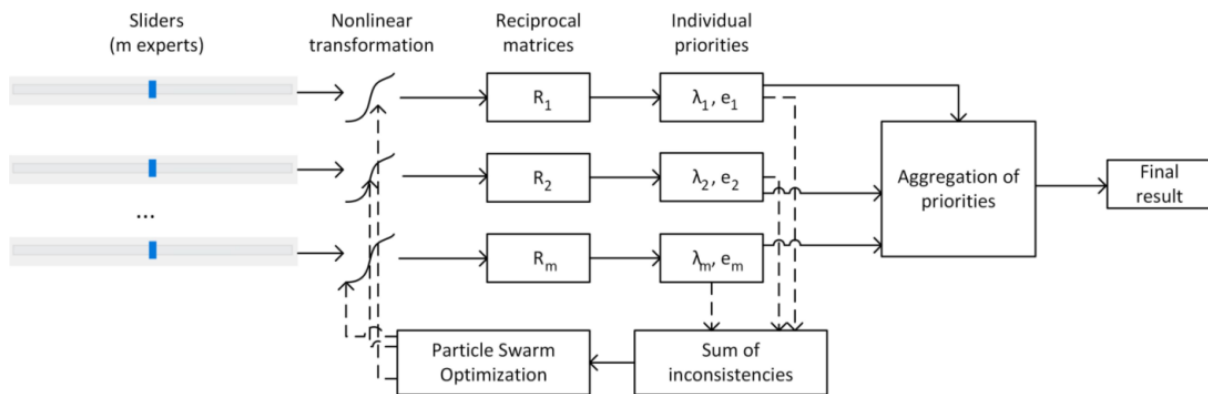 Sliders
(m experts)
Nonlinear
transformation
Reciprocal
matrices
Individual
priorities
R₁
λ₁, e₁
R₂
λ₂, e₂
Aggregation of
priorities
Final
result
...
Rₘ
λₘ, eₘ
Particle Swarm
Optimization
Sum of
inconsistencies